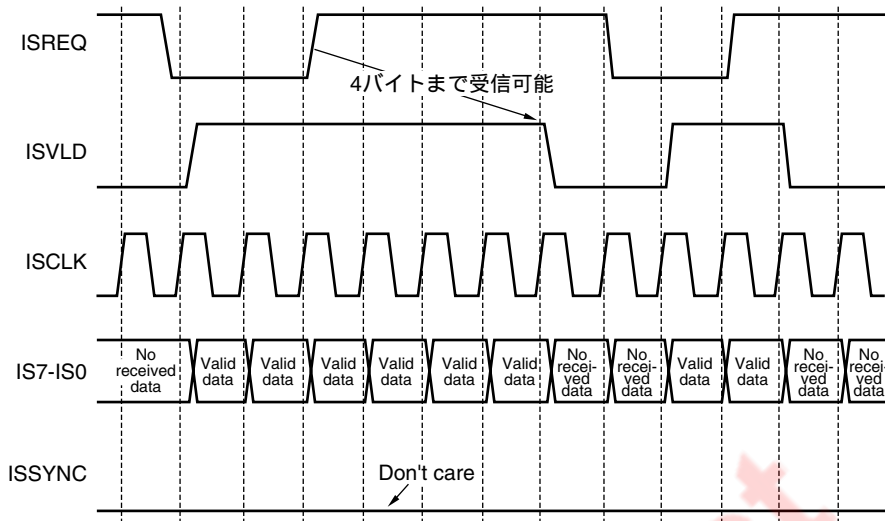 ISREQ
4バイトまで受信可能
ISVLD
ISCLK
IS7-IS0
No
received
data
Valid
data
Valid
data
Valid
data
Valid
data
Valid
data
Valid
data
No
recei-
ved
data
No
recei-
ved
data
Valid
data
Valid
data
No
recei-
ved
data
No
recei-
ved
data
ISSYNC
Don't care